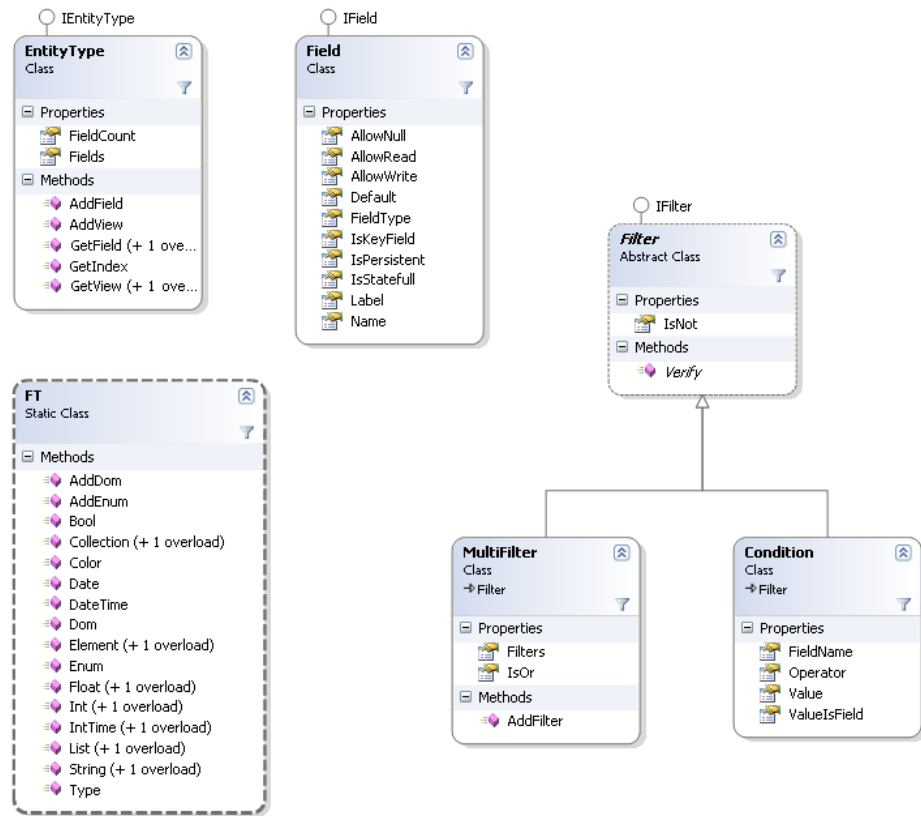 IEntityType
EntityType
Class
Properties
FieldCount
Fields
Methods
AddField
AddView
GetField (+ 1 ove...
GetIndex
GetView (+ 1 ove...
IField
Field
Class
Properties
AllowNull
AllowRead
AllowWrite
Default
FieldType
IsKeyField
IsPersistent
IsStatefull
Label
Name
IFilter
Filter
Abstract Class
Properties
IsNot
Methods
Verify
FT
Static Class
Methods
AddDom
AddEnum
Bool
Collection (+ 1 overload)
Color
Date
DateTime
Dom
Element (+ 1 overload)
Enum
Float (+ 1 overload)
Int (+ 1 overload)
IntTime (+ 1 overload)
List (+ 1 overload)
String (+ 1 overload)
Type
MultiFilter
Class
Filter
Properties
Filters
IsOr
Methods
AddFilter
Condition
Class
Filter
Properties
FieldName
Operator
Value
ValueIsField